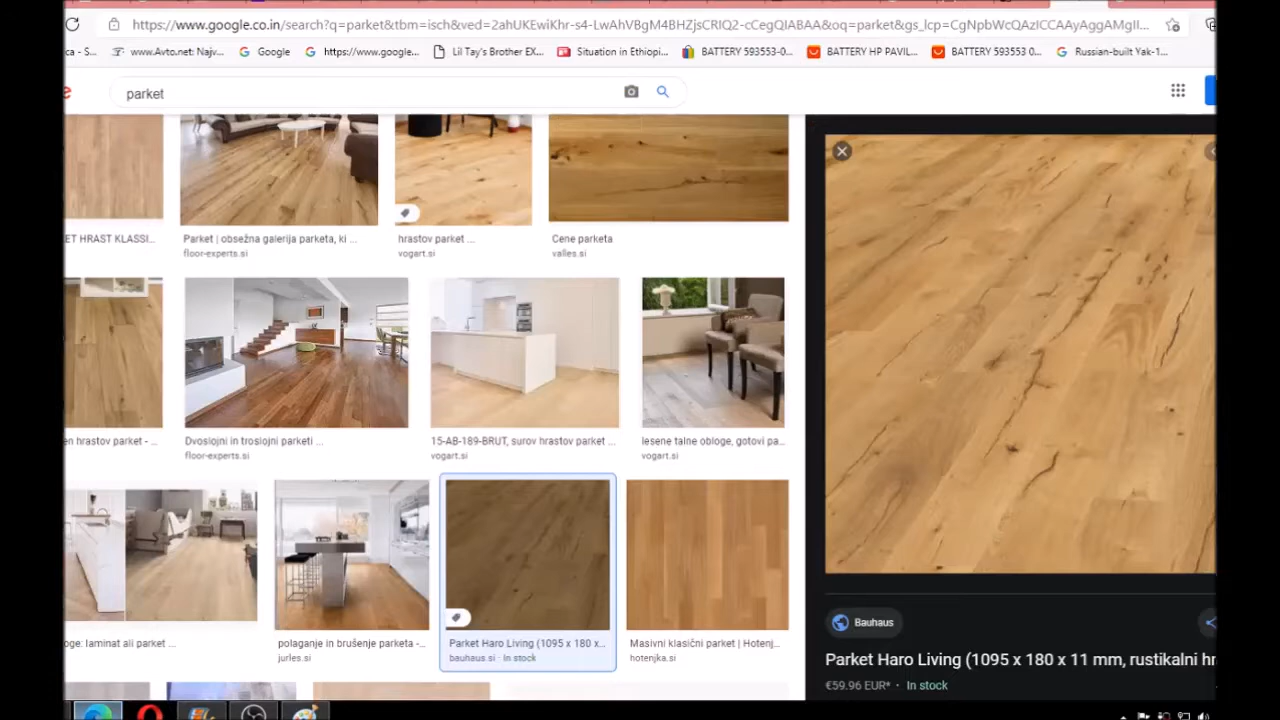 https://www.google.co.in/search?q=parket&tbm=isch&ved=2ahUKEwiKhr-s4-LwAhVBgM4BHZjsCRIQ2-cCegQIABAA&oq=parket&gs_lcp=CgNpbWcQAzICCAAyAggAMgIl...
ca - S...
www.Avto.net: Najv...
Google
https://www.google...
Lil Tay's Brother EX...
Situation in Ethiopi...
BATTERY 593553-0...
BATTERY HP PAVIL...
BATTERY 593553 0...
Russian-built Yak-1...
parket
ET HRAST KLASSI...
Parket | obsežna galerija parketa, ki ...
floor-experts.si
hrastov parket ...
vogart.si
Cene parketa
valles.si
en hrastov parket - ...
Dvoslojni in troslojni parketi ...
floor-experts.si
15-AB-189-BRUT, surov hrastov parket ...
vogart.si
lesene talne obloge, gotovi pa...
vogart.si
oge: laminat ali parket ...
polaganje in brušenje parketa -...
jurles.si
Parket Haro Living (1095 x 180 x...
bauhaus.si · In stock
Masivni klasični parket | Hotenj...
hotenjka.si
Bauhaus
Parket Haro Living (1095 x 180 x 11 mm, rustikalni hr
€59.96 EUR* · In stock